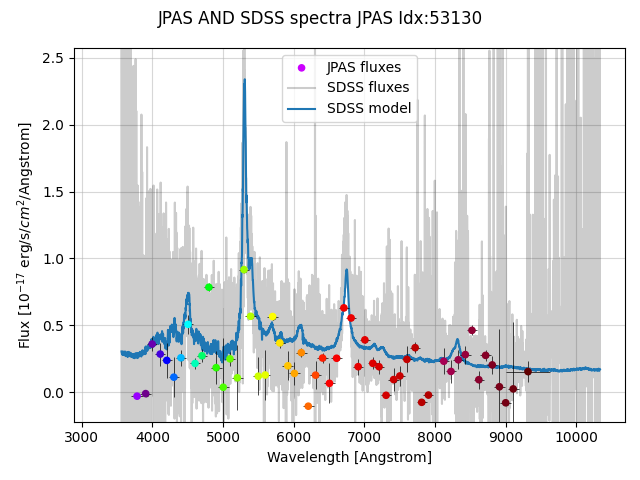 JPAS AND SDSS spectra JPAS Idx:53130
JPAS fluxes
SDSS fluxes
SDSS model
Flux [10⁻¹⁷ erg/s/cm²/Angstrom]
2.5
2.0
1.5
1.0
0.5
0.0
3000 4000 5000 6000 7000 8000 9000 10000
Wavelength [Angstrom]